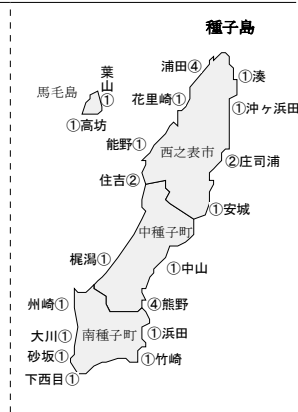 種子島
浦田④
①湊
葉山①
馬毛島
花里崎①
①沖ヶ浜田
①高坊
能野①
西之表市
②庄司浦
住吉②
①安城
中種子町
梶潟①
①中山
州崎①
④熊野
大川①
南種子町
①浜田
砂坂①
①竹崎
下西目①